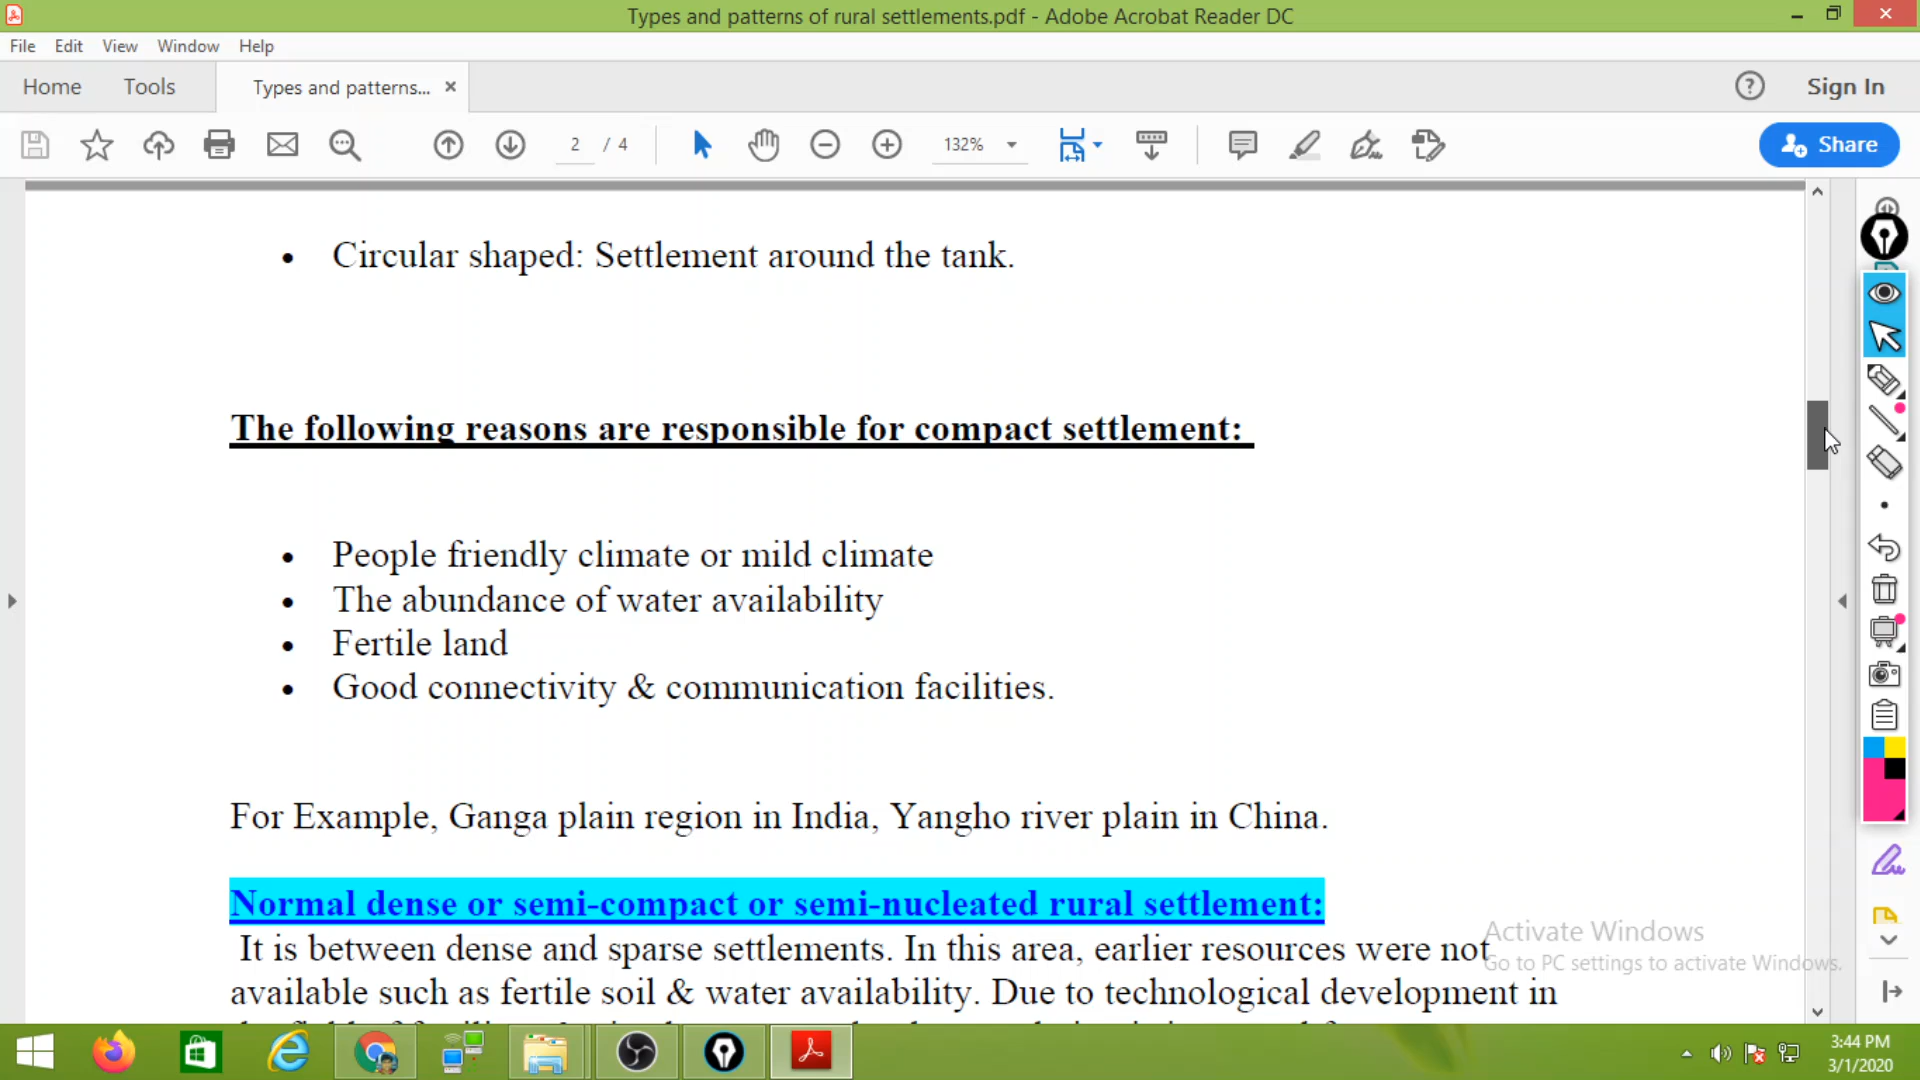 Types and patterns of rural settlements.pdf - Adobe Acrobat Reader DC
File Edit View Window Help
Home Tools Types and patterns... × ? Sign In
2 / 4 132% Share
• Circular shaped: Settlement around the tank.
The following reasons are responsible for compact settlement:
• People friendly climate or mild climate
• The abundance of water availability
• Fertile land
• Good connectivity & communication facilities.
For Example, Ganga plain region in India, Yangho river plain in China.
Normal dense or semi-compact or semi-nucleated rural settlement:
It is between dense and sparse settlements. In this area, earlier resources were not
available such as fertile soil & water availability. Due to technological development in
Activate Windows
Go to PC settings to activate Windows.
3:44 PM
3/1/2020